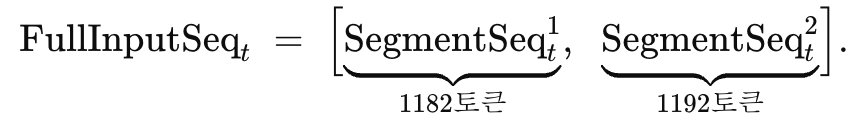 FullInputSeq_t = [SegmentSeq_t^1, SegmentSeq_t^2].
1182토큰 1192토큰